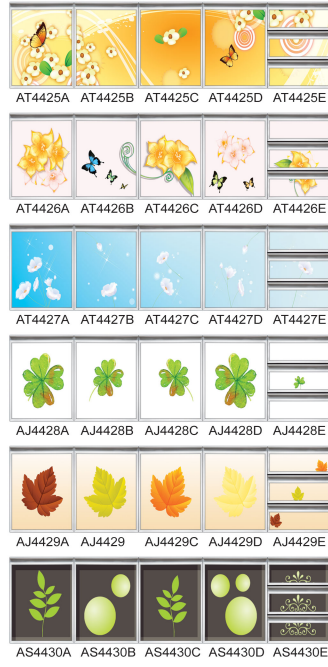 AT4425A AT4425B AT4425C AT4425D AT4425E
AT4426A AT4426B AT4426C AT4426D AT4426E
AT4427A AT4427B AT4427C AT4427D AT4427E
AJ4428A AJ4428B AJ4428C AJ4428D AJ4428E
AJ4429A AJ4429 AJ4429C AJ4429D AJ4429E
AS4430A AS4430B AS4430C AS4430D AS4430E